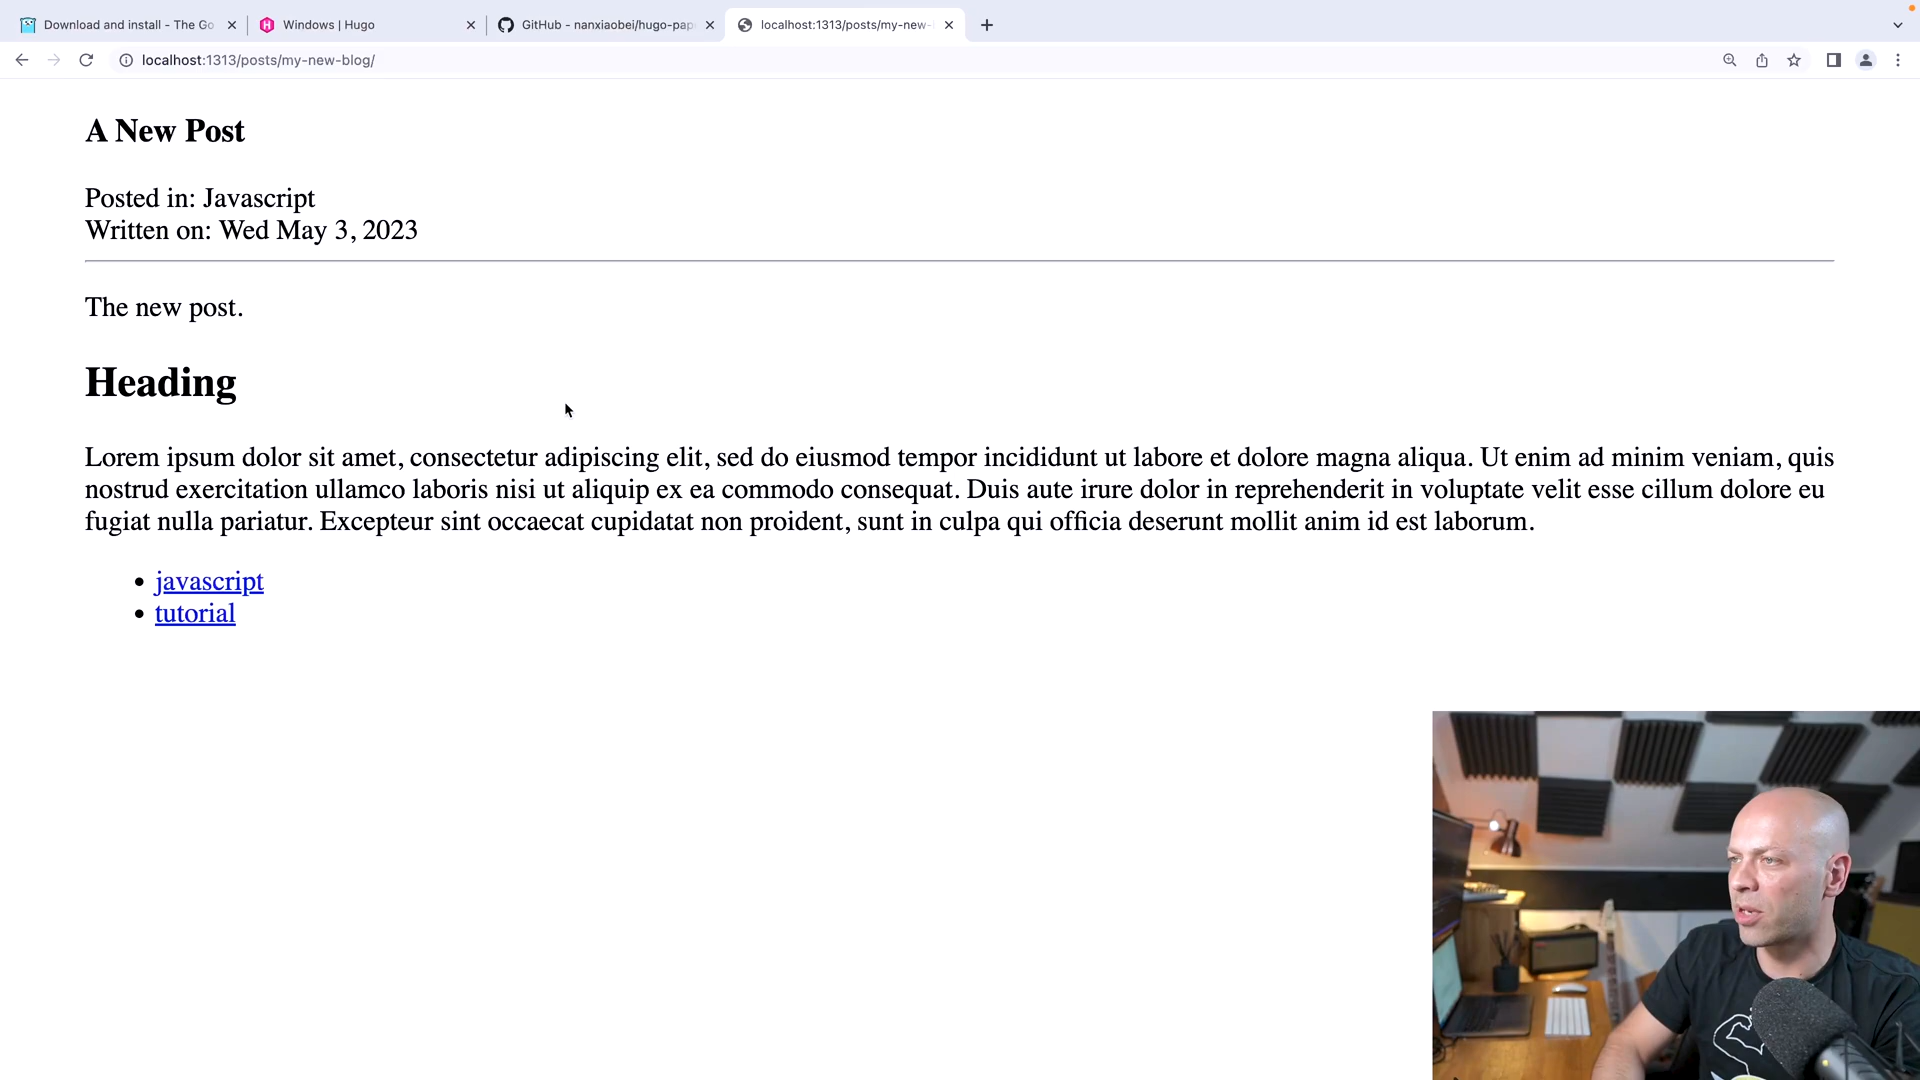 Download and install - The Go
Windows | Hugo
GitHub - nanxiaobei/hugo-pap
localhost:1313/posts/my-new-
localhost:1313/posts/my-new-blog/
A New Post
Posted in: Javascript
Written on: Wed May 3, 2023
The new post.
Heading
Lorem ipsum dolor sit amet, consectetur adipiscing elit, sed do eiusmod tempor incididunt ut labore et dolore magna aliqua. Ut enim ad minim veniam, quis
nostrud exercitation ullamco laboris nisi ut aliquip ex ea commodo consequat. Duis aute irure dolor in reprehenderit in voluptate velit esse cillum dolore eu
fugiat nulla pariatur. Excepteur sint occaecat cupidatat non proident, sunt in culpa qui officia deserunt mollit anim id est laborum.
• javascript
• tutorial